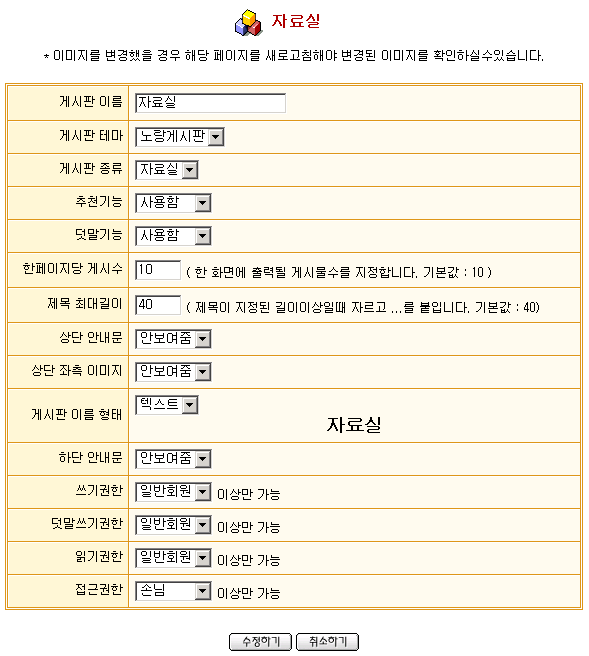 자료실
* 이미지를 변경했을 경우 해당 페이지를 새로고침해야 변경된 이미지를 확인하실수있습니다.
게시판 이름 자료실
게시판 테마 노랑게시판
게시판 종류 자료실
추천기능 사용함
덧말기능 사용함
한페이지당 게시수 10 ( 한 화면에 출력될 게시물수를 지정합니다. 기본값 : 10 )
제목 최대길이 40 ( 제목이 지정된 길이이상일때 자르고 ...를 붙입니다. 기본값 : 40)
상단 안내문 안보여줌
상단 좌측 이미지 안보여줌
게시판 이름 형태 텍스트
자료실
하단 안내문 안보여줌
쓰기권한 일반회원 이상만 가능
덧말쓰기권한 일반회원 이상만 가능
읽기권한 일반회원 이상만 가능
접근권한 손님 이상만 가능
수정하기 취소하기